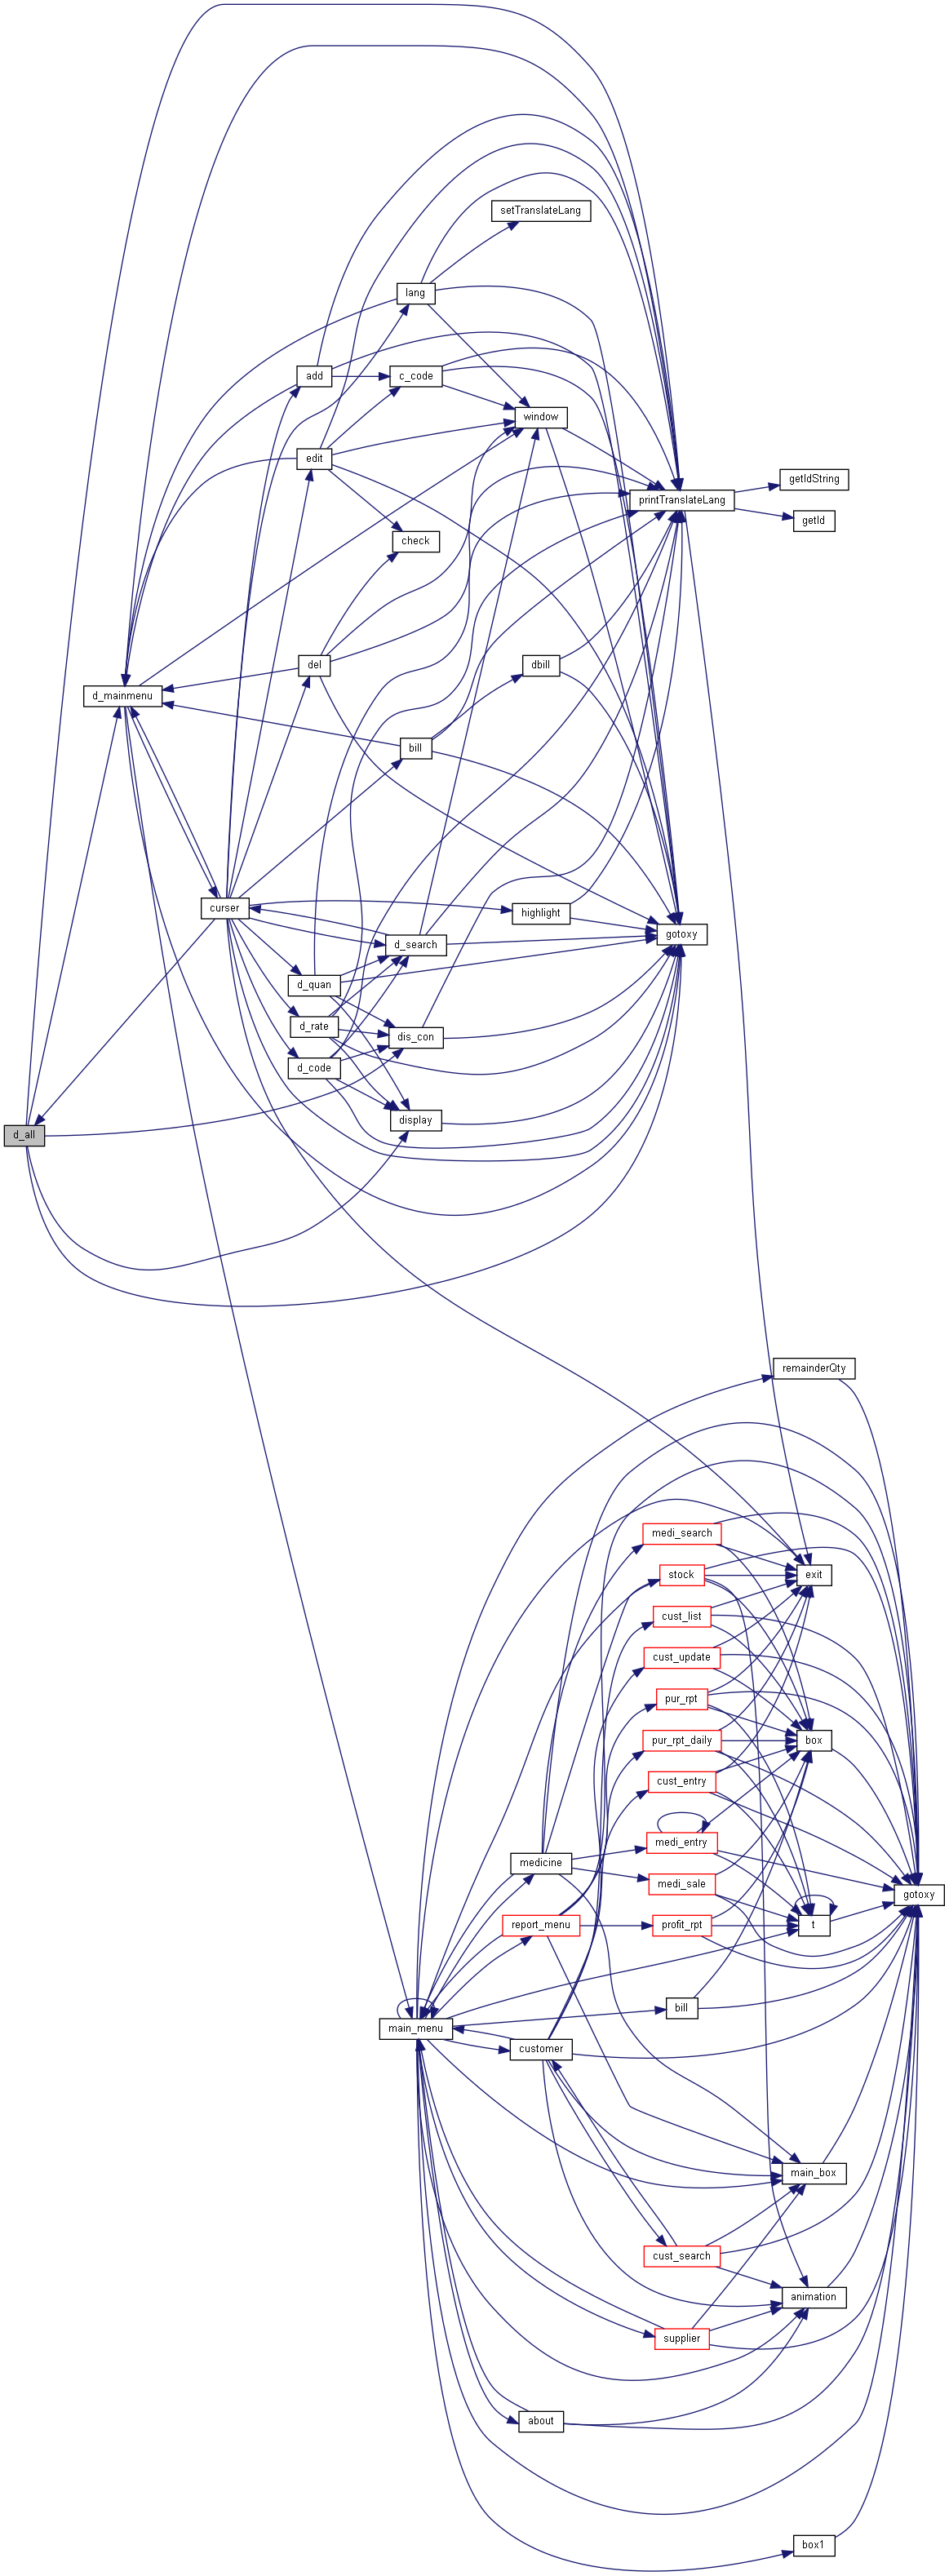 setTranslateLang
lang
add
c_code
window
edit
getIdString
printTranslateLang
getId
check
del
dbill
d_mainmenu
bill
curser
highlight
gotoxy
d_search
d_quan
d_rate
dis_con
d_code
display
d_all
remainderQty
medi_search
stock
exit
cust_list
cust_update
pur_rpt
pur_rpt_daily
box
cust_entry
medi_entry
medicine
medi_sale
gotoxy
report_menu
profit_rpt
t
bill
main_menu
customer
main_box
cust_search
animation
supplier
about
box1